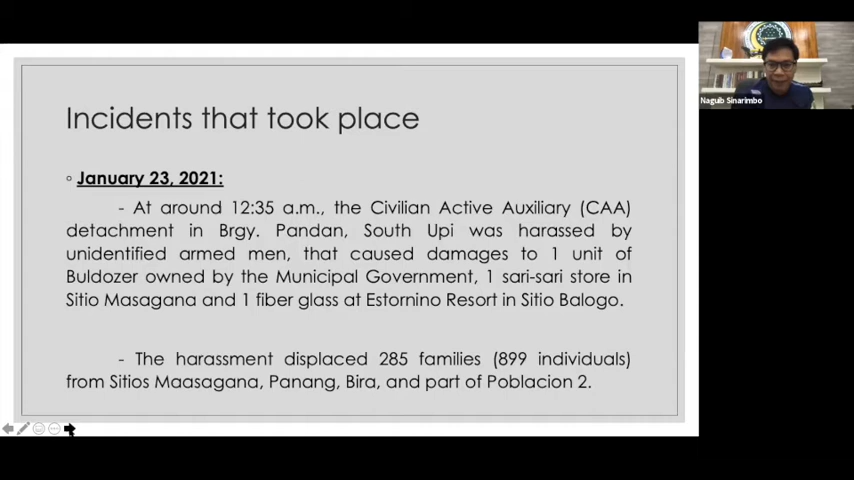 Naguib Sinarimbo
Incidents that took place
January 23, 2021:
- At around 12:35 a.m., the Civilian Active Auxiliary (CAA)
detachment in Brgy. Pandan, South Upi was harassed by
unidentified armed men, that caused damages to 1 unit of
Buldozer owned by the Municipal Government, 1 sari-sari store in
Sitio Masagana and 1 fiber glass at Estornino Resort in Sitio Balogo.
- The harassment displaced 285 families (899 individuals)
from Sitios Maasagana, Panang, Bira, and part of Poblacion 2.